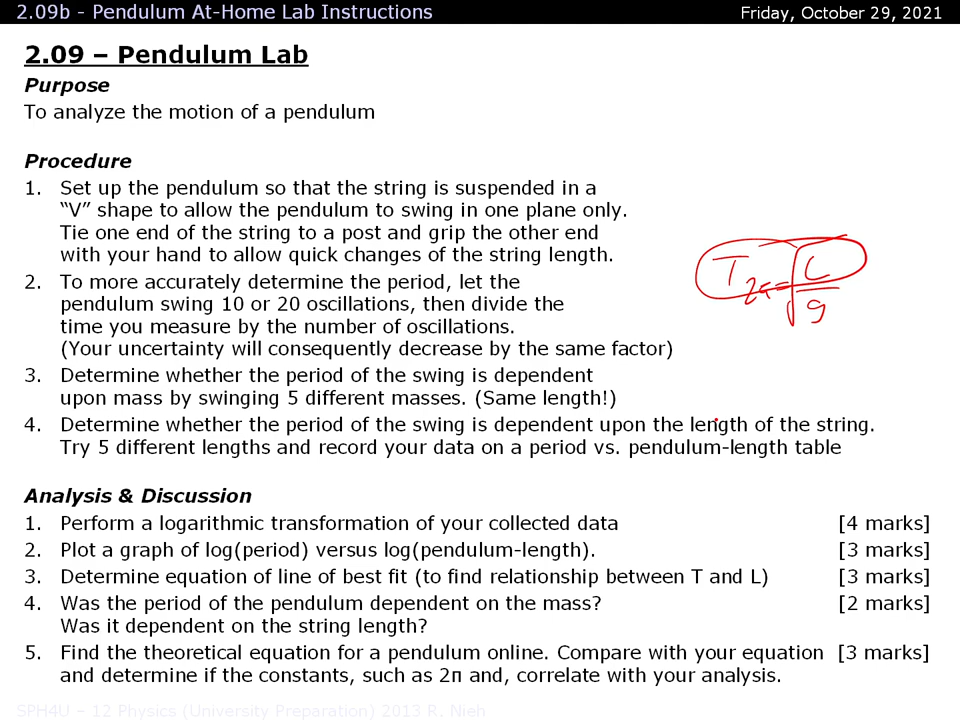 2.09b - Pendulum At-Home Lab Instructions
Friday, October 29, 2021
2.09 – Pendulum Lab
Purpose
To analyze the motion of a pendulum
Procedure
1. Set up the pendulum so that the string is suspended in a
“V” shape to allow the pendulum to swing in one plane only.
Tie one end of the string to a post and grip the other end
with your hand to allow quick changes of the string length.
2. To more accurately determine the period, let the
pendulum swing 10 or 20 oscillations, then divide the
time you measure by the number of oscillations.
(Your uncertainty will consequently decrease by the same factor)
3. Determine whether the period of the swing is dependent
upon mass by swinging 5 different masses. (Same length!)
4. Determine whether the period of the swing is dependent upon the length of the string.
Try 5 different lengths and record your data on a period vs. pendulum-length table
T 2π = √ L
g
Analysis & Discussion
1. Perform a logarithmic transformation of your collected data [4 marks]
2. Plot a graph of log(period) versus log(pendulum-length). [3 marks]
3. Determine equation of line of best fit (to find relationship between T and L) [3 marks]
4. Was the period of the pendulum dependent on the mass? [2 marks]
Was it dependent on the string length?
5. Find the theoretical equation for a pendulum online. Compare with your equation [3 marks]
and determine if the constants, such as 2π and, correlate with your analysis.
SPH4U – 12 Physics (University Preparation) 2013 R. Nieh